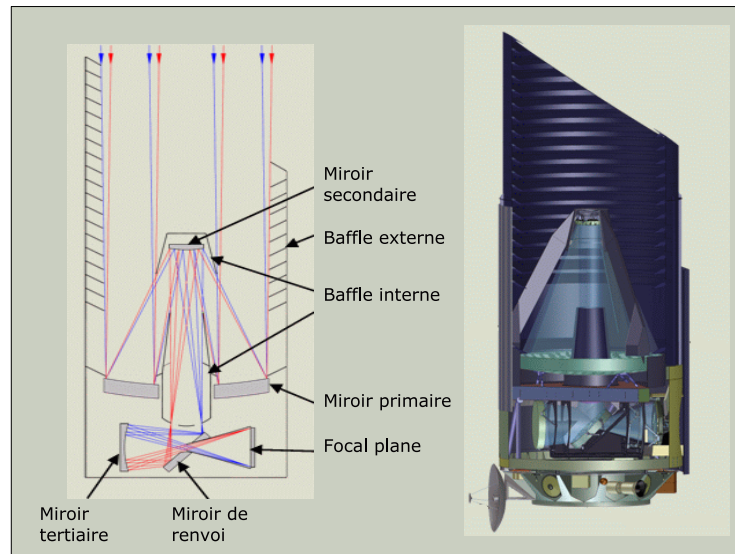 Miroir
secondaire
Baffle externe
Baffle interne
Miroir primaire
Focal plane
Miroir
tertiaire
Miroir de
renvoi